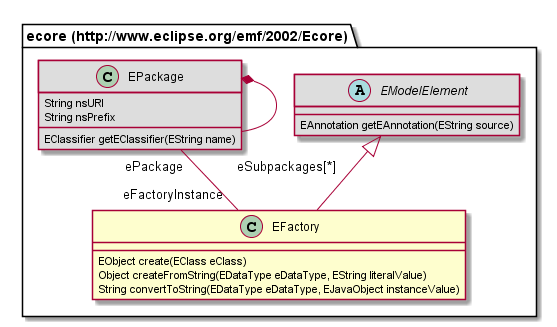 ecore (http://www.eclipse.org/emf/2002/Ecore)
C EPackage
String nsURI
String nsPrefix
EClassifier getEClassifier(EString name)
A EModelElement
EAnnotation getEAnnotation(EString source)
ePackage
eSubpackages[*]
eFactoryInstance
C EFactory
EObject create(EClass eClass)
Object createFromString(EDataType eDataType, EString literalValue)
String convertToString(EDataType eDataType, EJavaObject instanceValue)